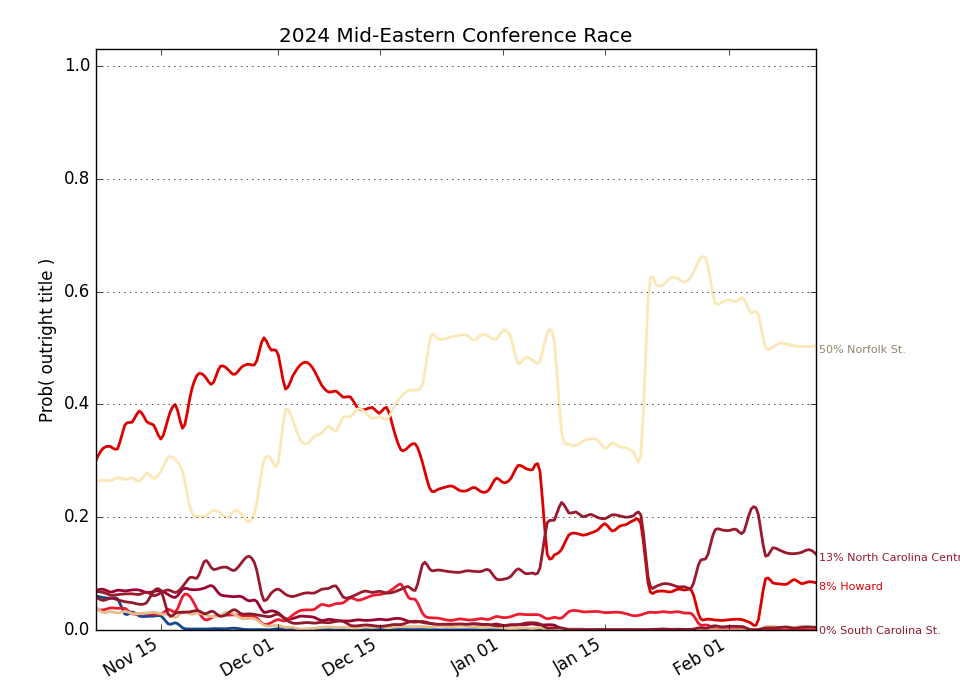 2024 Mid-Eastern Conference Race
Prob( outright title )
1.0
0.8
0.6
0.4
0.2
0.0
Nov 15
Dec 01
Dec 15
Jan 01
Jan 15
Feb 01
50% Norfolk St.
13% North Carolina Centr
8% Howard
0% South Carolina St.